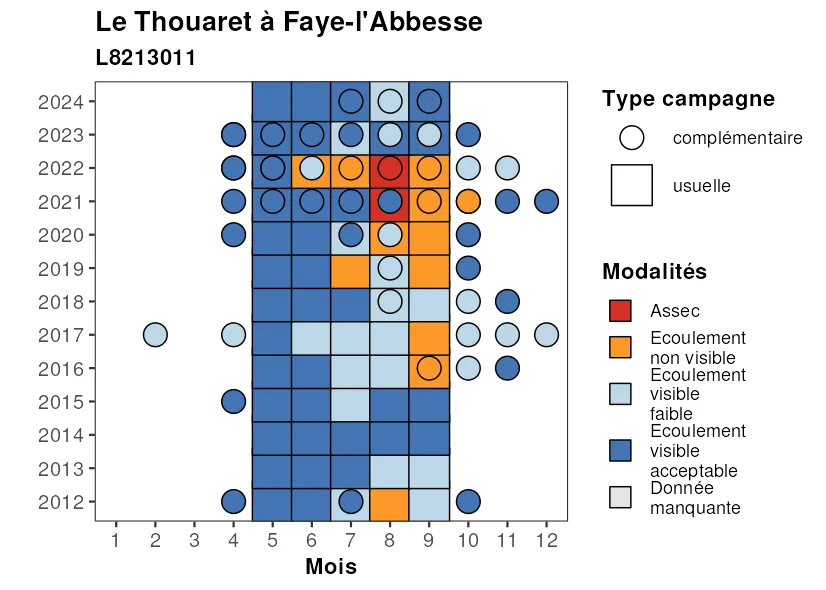 Le Thouaret à Faye-l'Abbesse
L8213011
2024
2023
2022
2021
2020
2019
2018
2017
2016
2015
2014
2013
2012
1 2 3 4 5 6 7 8 9 10 11 12
Mois
Type campagne
complémentaire
usuelle
Modalités
Assec
Ecoulement
non visible
Ecoulement
visible
faible
Ecoulement
visible
acceptable
Donnée
manquante